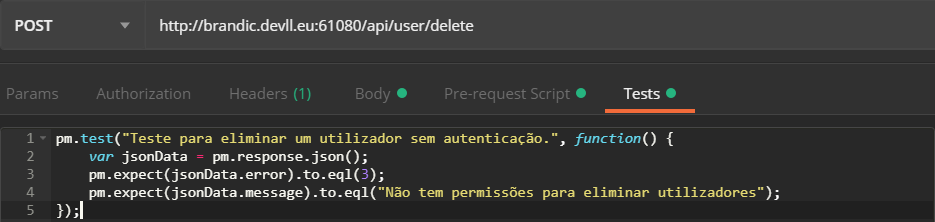 POST http://brandic.devll.eu:61080/api/user/delete
Params Authorization Headers (1) Body Pre-request Script Tests
1 pm.test("Teste para eliminar um utilizador sem autenticação.", function() {
2 var jsonData = pm.response.json();
3 pm.expect(jsonData.error).to.eql(3);
4 pm.expect(jsonData.message).to.eql("Não tem permissões para eliminar utilizadores");
5 });